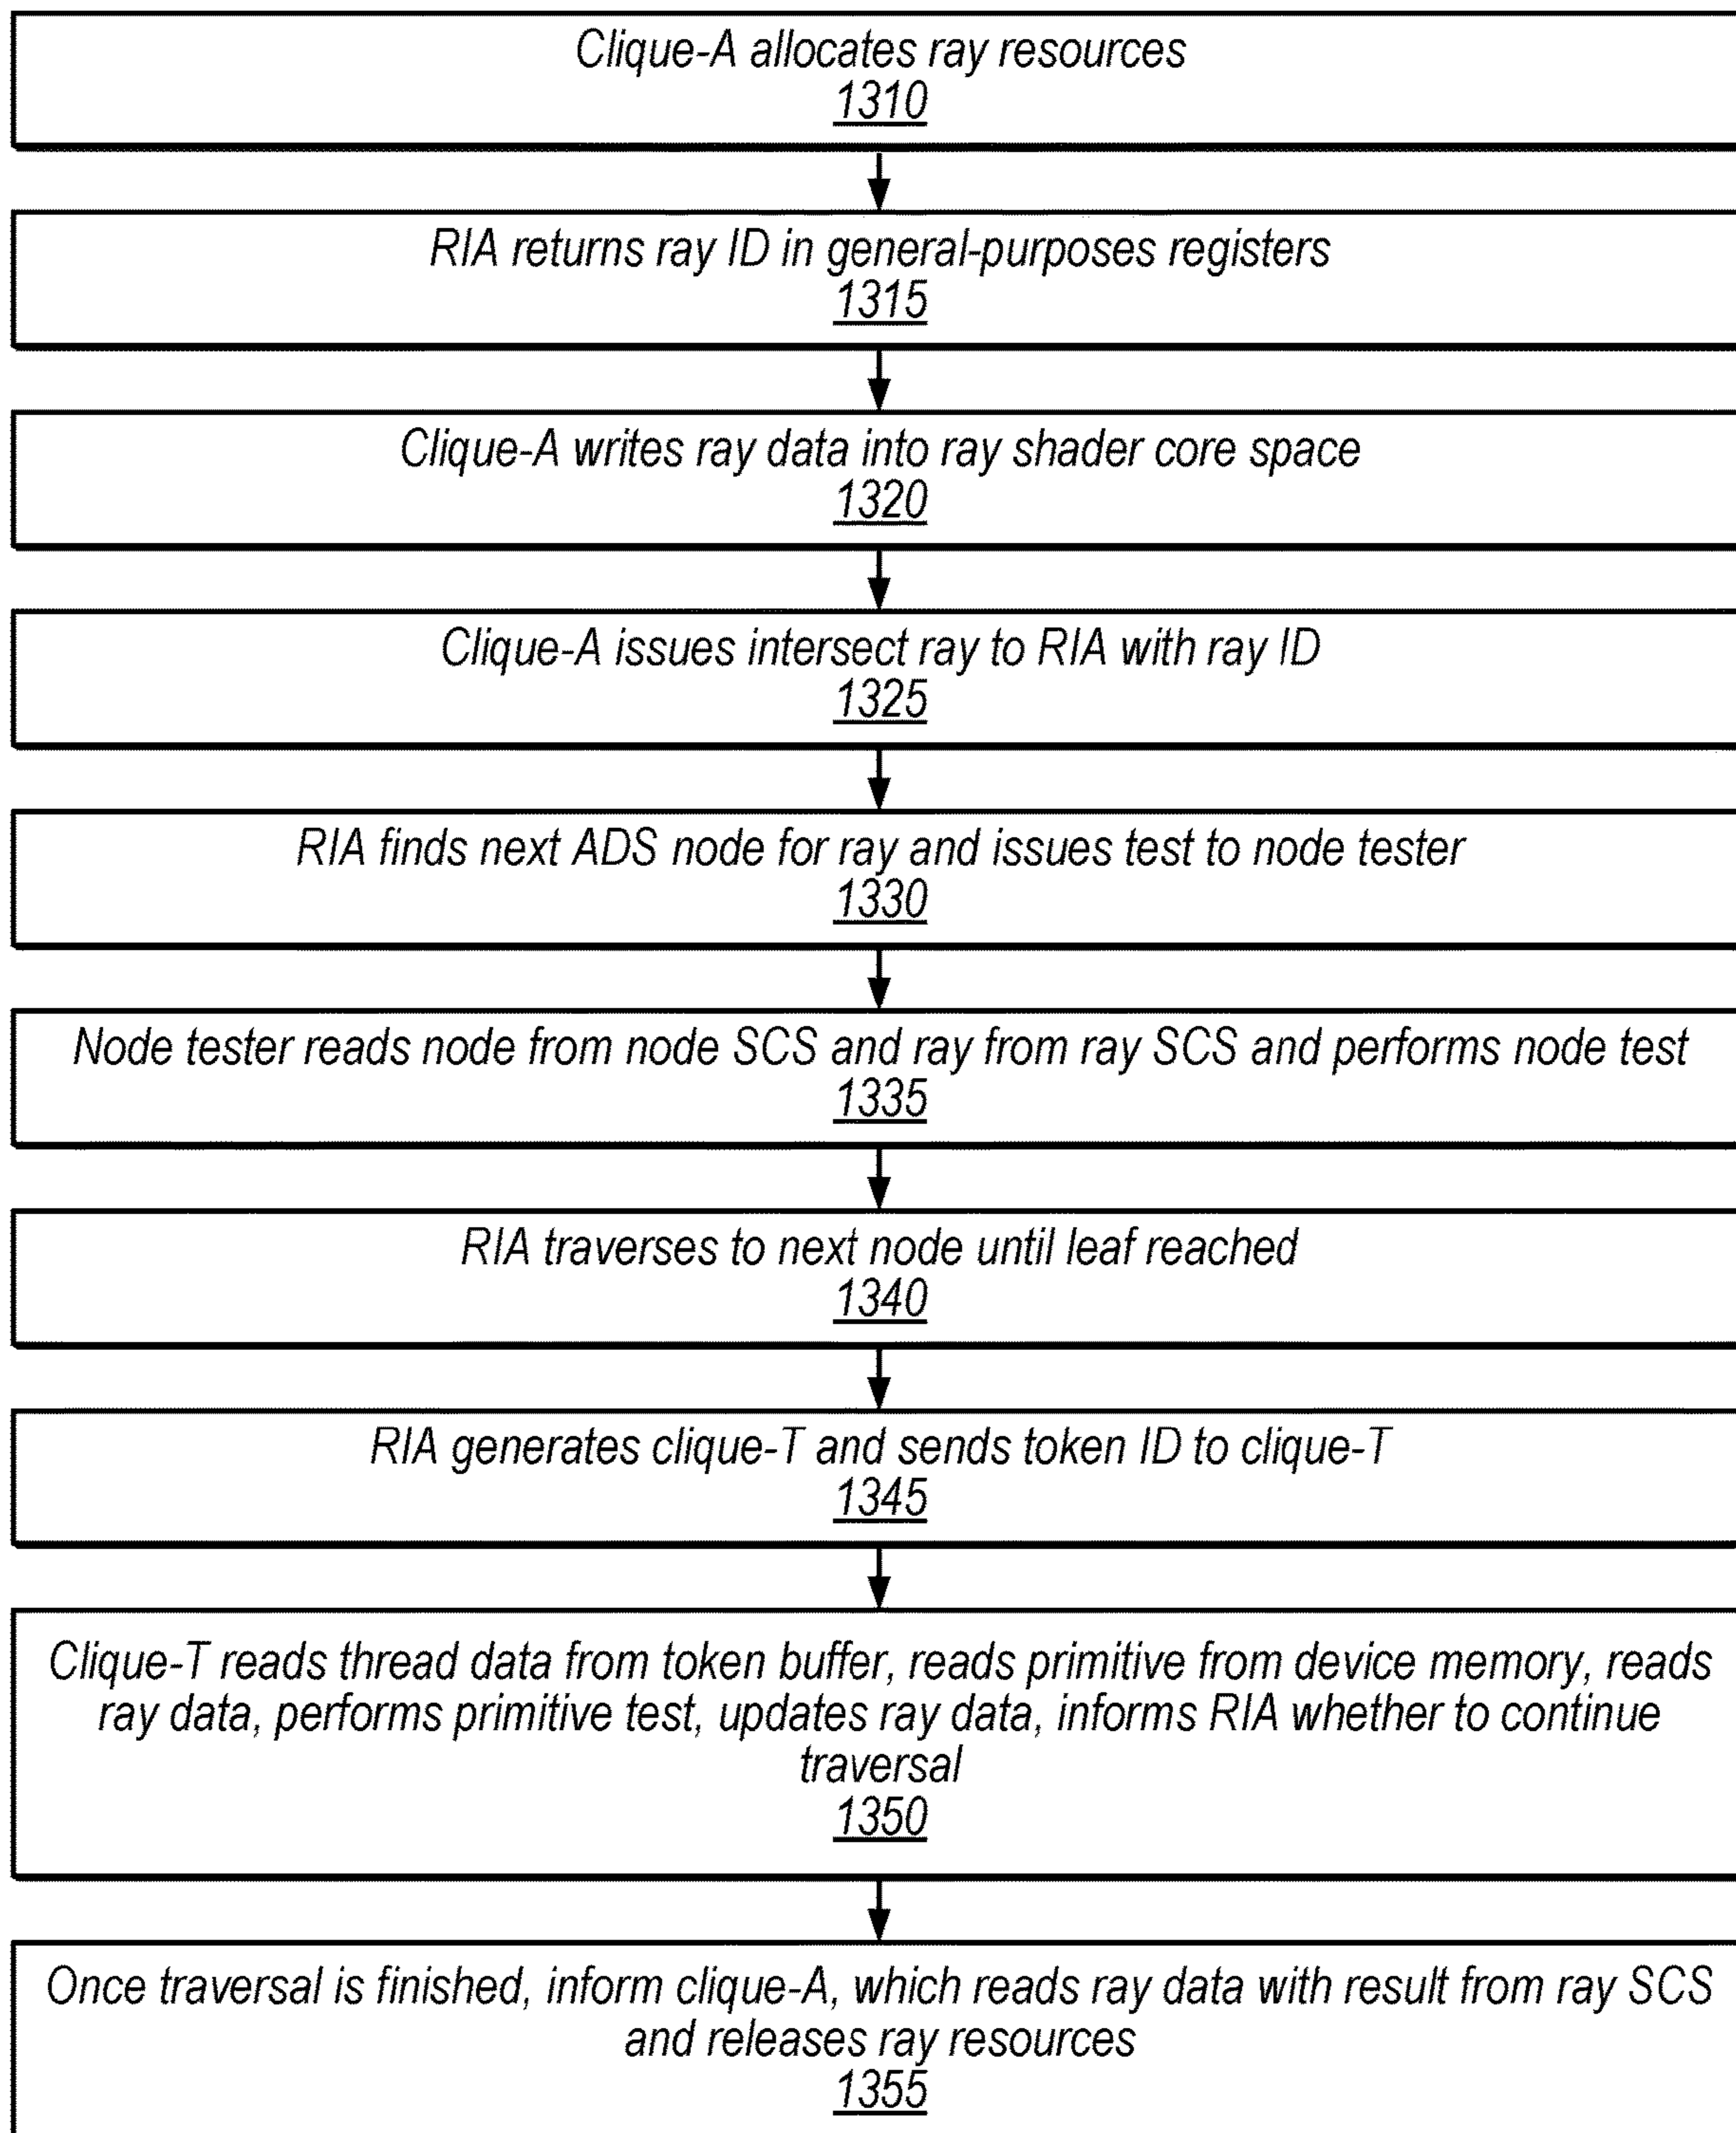 Clique-A allocates ray resources
1310
RIA returns ray ID in general-purposes registers
1315
Clique-A writes ray data into ray shader core space
1320
Clique-A issues intersect ray to RIA with ray ID
1325
RIA finds next ADS node for ray and issues test to node tester
1330
Node tester reads node from node SCS and ray from ray SCS and performs node test
1335
RIA traverses to next node until leaf reached
1340
RIA generates clique-T and sends token ID to clique-T
1345
Clique-T reads thread data from token buffer, reads primitive from device memory, reads
ray data, performs primitive test, updates ray data, informs RIA whether to continue
traversal
1350
Once traversal is finished, inform clique-A, which reads ray data with result from ray SCS
and releases ray resources
1355